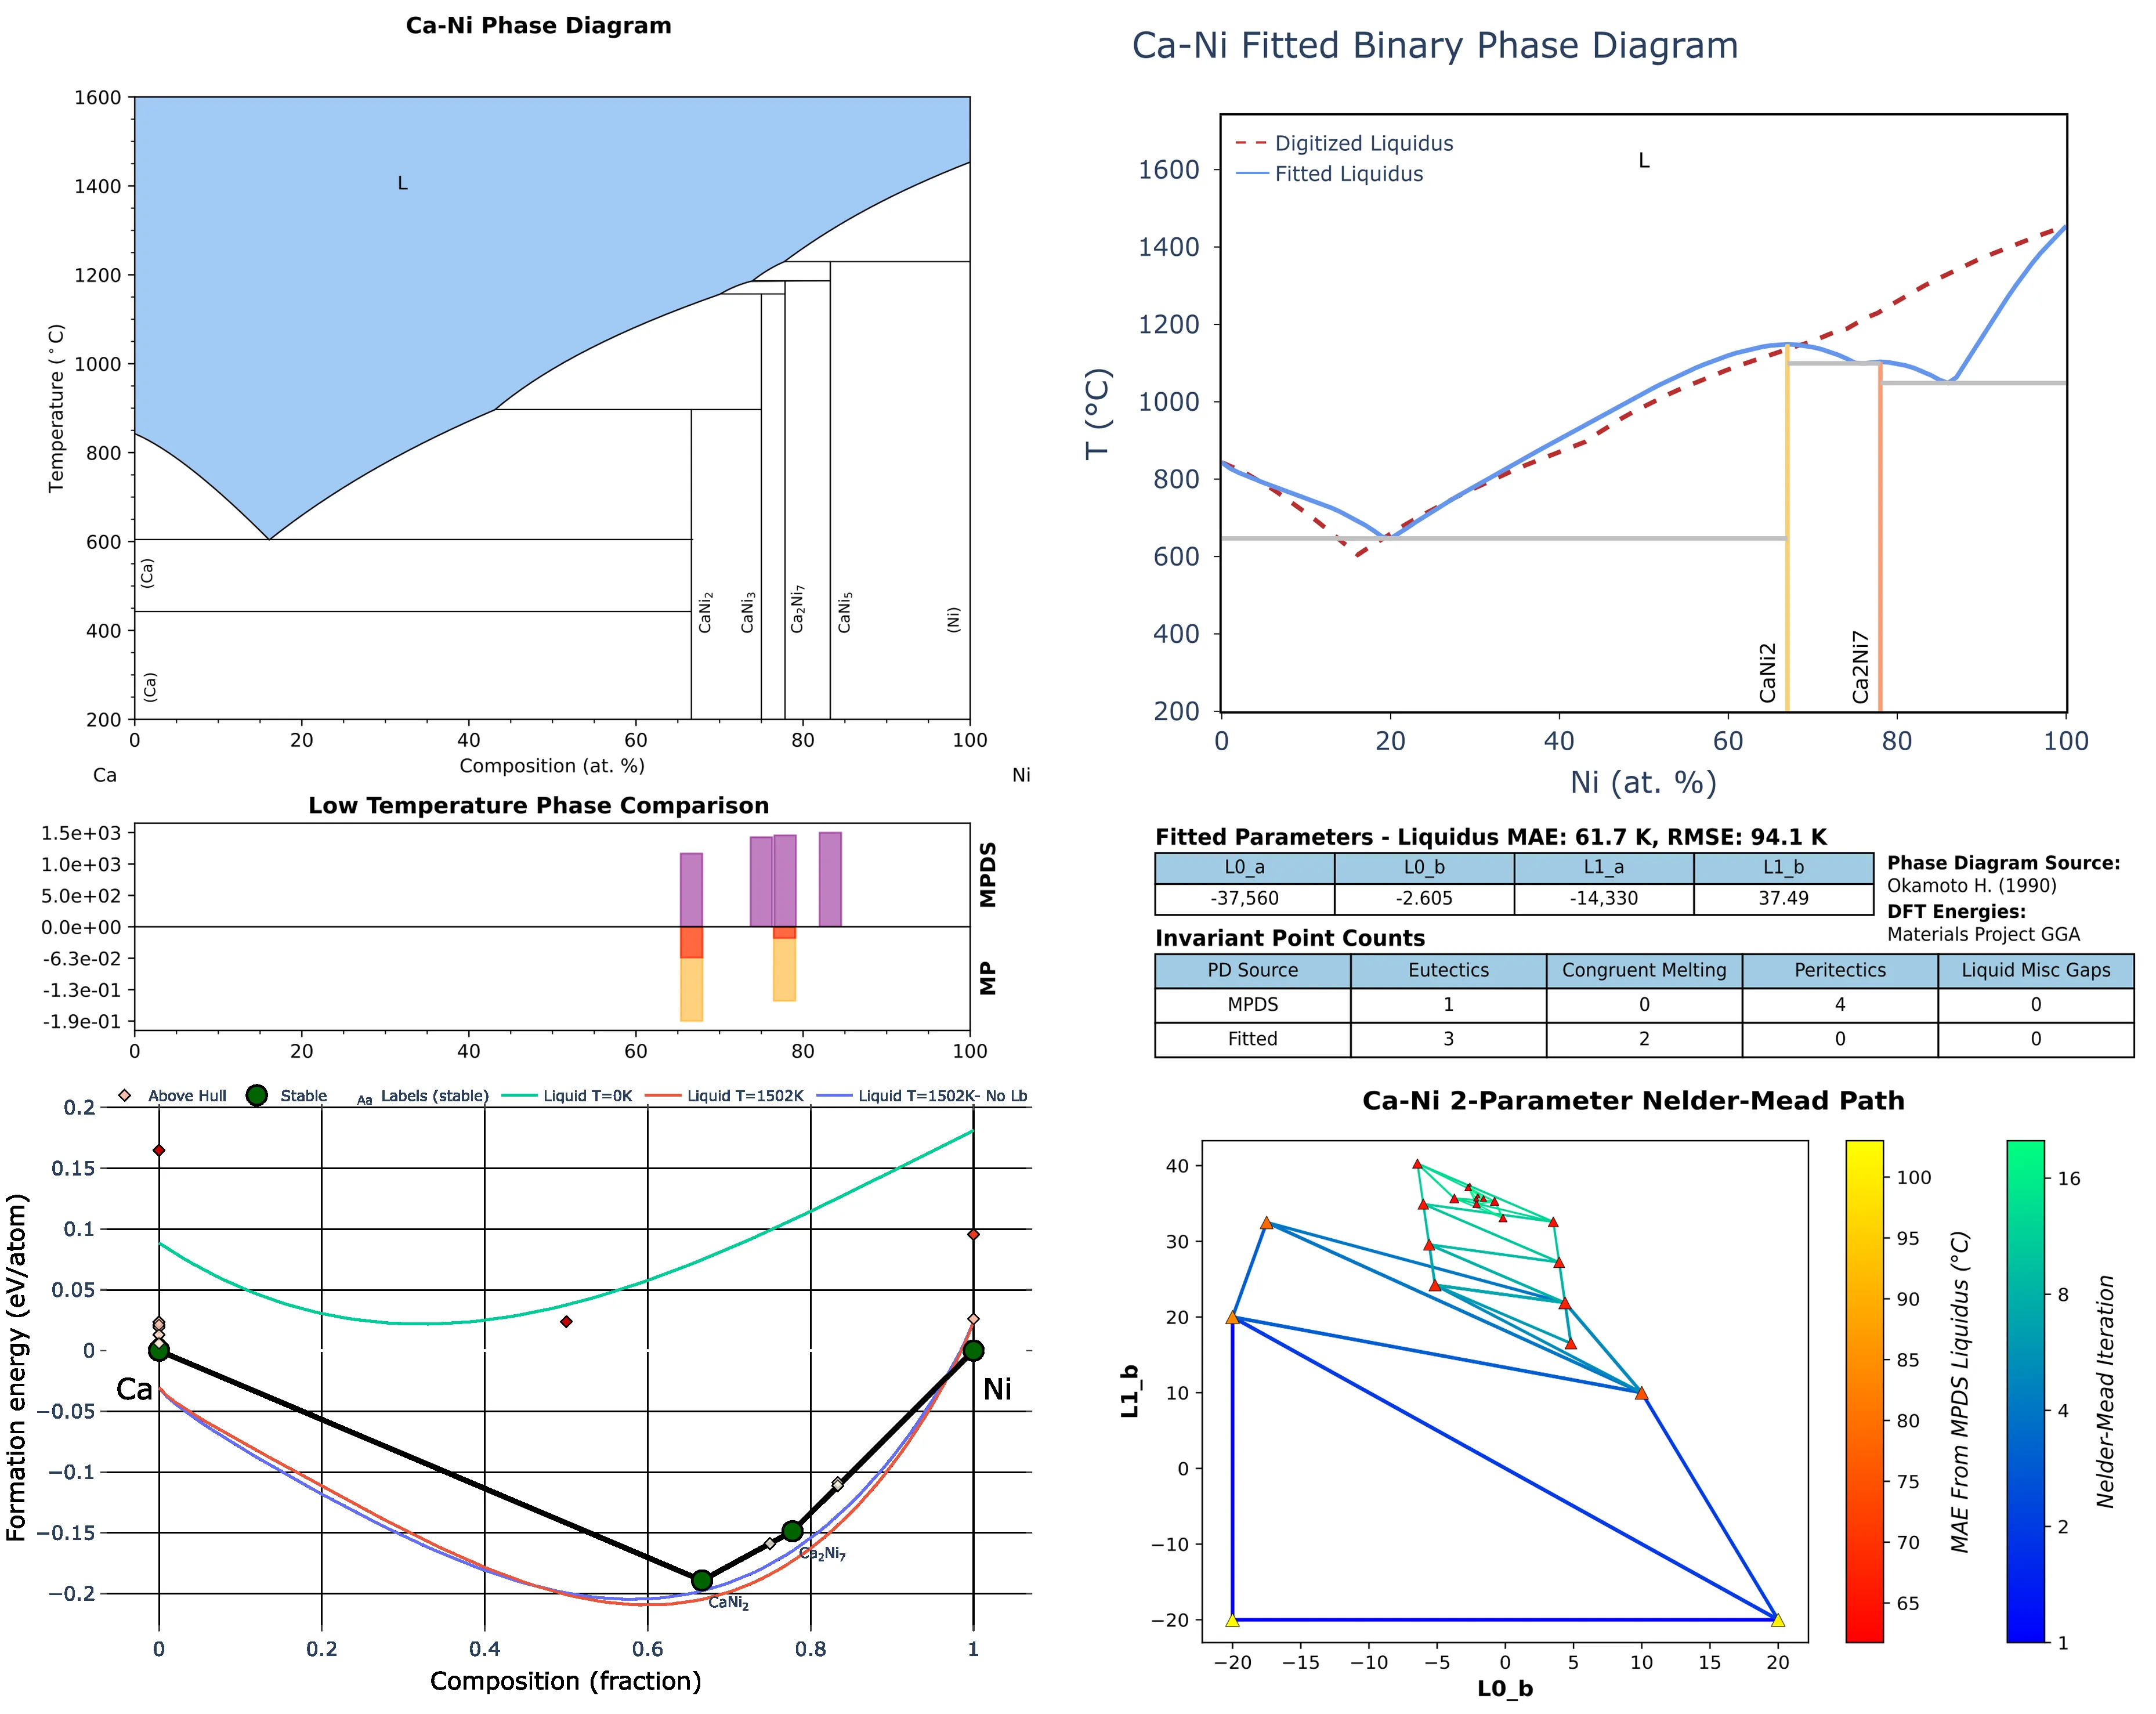 Ca-Ni Phase Diagram
1600
1400
1200
1000
800
600
400
200
Temperature (°C)
L
(Ca)
(Ca)
CaNi₂
CaNi₃
Ca₂Ni₇
CaNi₅
(Ni)
0 20 40 60 80 100
Composition (at. %)
Ca Ni
Ca-Ni Fitted Binary Phase Diagram
Digitized Liquidus
Fitted Liquidus
L
1600
1400
1200
1000
800
600
400
200
T (°C)
CaNi2
Ca2Ni7
0 20 40 60 80 100
Ni (at. %)
Low Temperature Phase Comparison
1.5e+03
1.0e+03
5.0e+02
0.0e+00
-6.3e-02
-1.3e-01
-1.9e-01
MPDS
MP
0 20 40 60 80 100
Fitted Parameters - Liquidus MAE: 61.7 K, RMSE: 94.1 K
L0_a L0_b L1_a L1_b
-37,560 -2.605 -14,330 37.49
Phase Diagram Source:
Okamoto H. (1990)
DFT Energies:
Materials Project GGA
Invariant Point Counts
PD Source Eutectics Congruent Melting Peritectics Liquid Misc Gaps
MPDS 1 0 4 0
Fitted 3 2 0 0
Above Hull Stable Aa Labels (stable) Liquid T=0K Liquid T=1502K Liquid T=1502K- No Lb
0.2
0.15
0.1
0.05
0
−0.05
−0.1
−0.15
−0.2
Formation energy (eV/atom)
Ca
Ni
Ca₂Ni₇
CaNi₂
0 0.2 0.4 0.6 0.8 1
Composition (fraction)
Ca-Ni 2-Parameter Nelder-Mead Path
40
30
20
10
0
−10
−20
L1_b
−20 −15 −10 −5 0 5 10 15 20
L0_b
100
95
90
85
80
75
70
65
MAE From MPDS Liquidus (°C)
16
8
4
2
1
Nelder-Mead Iteration